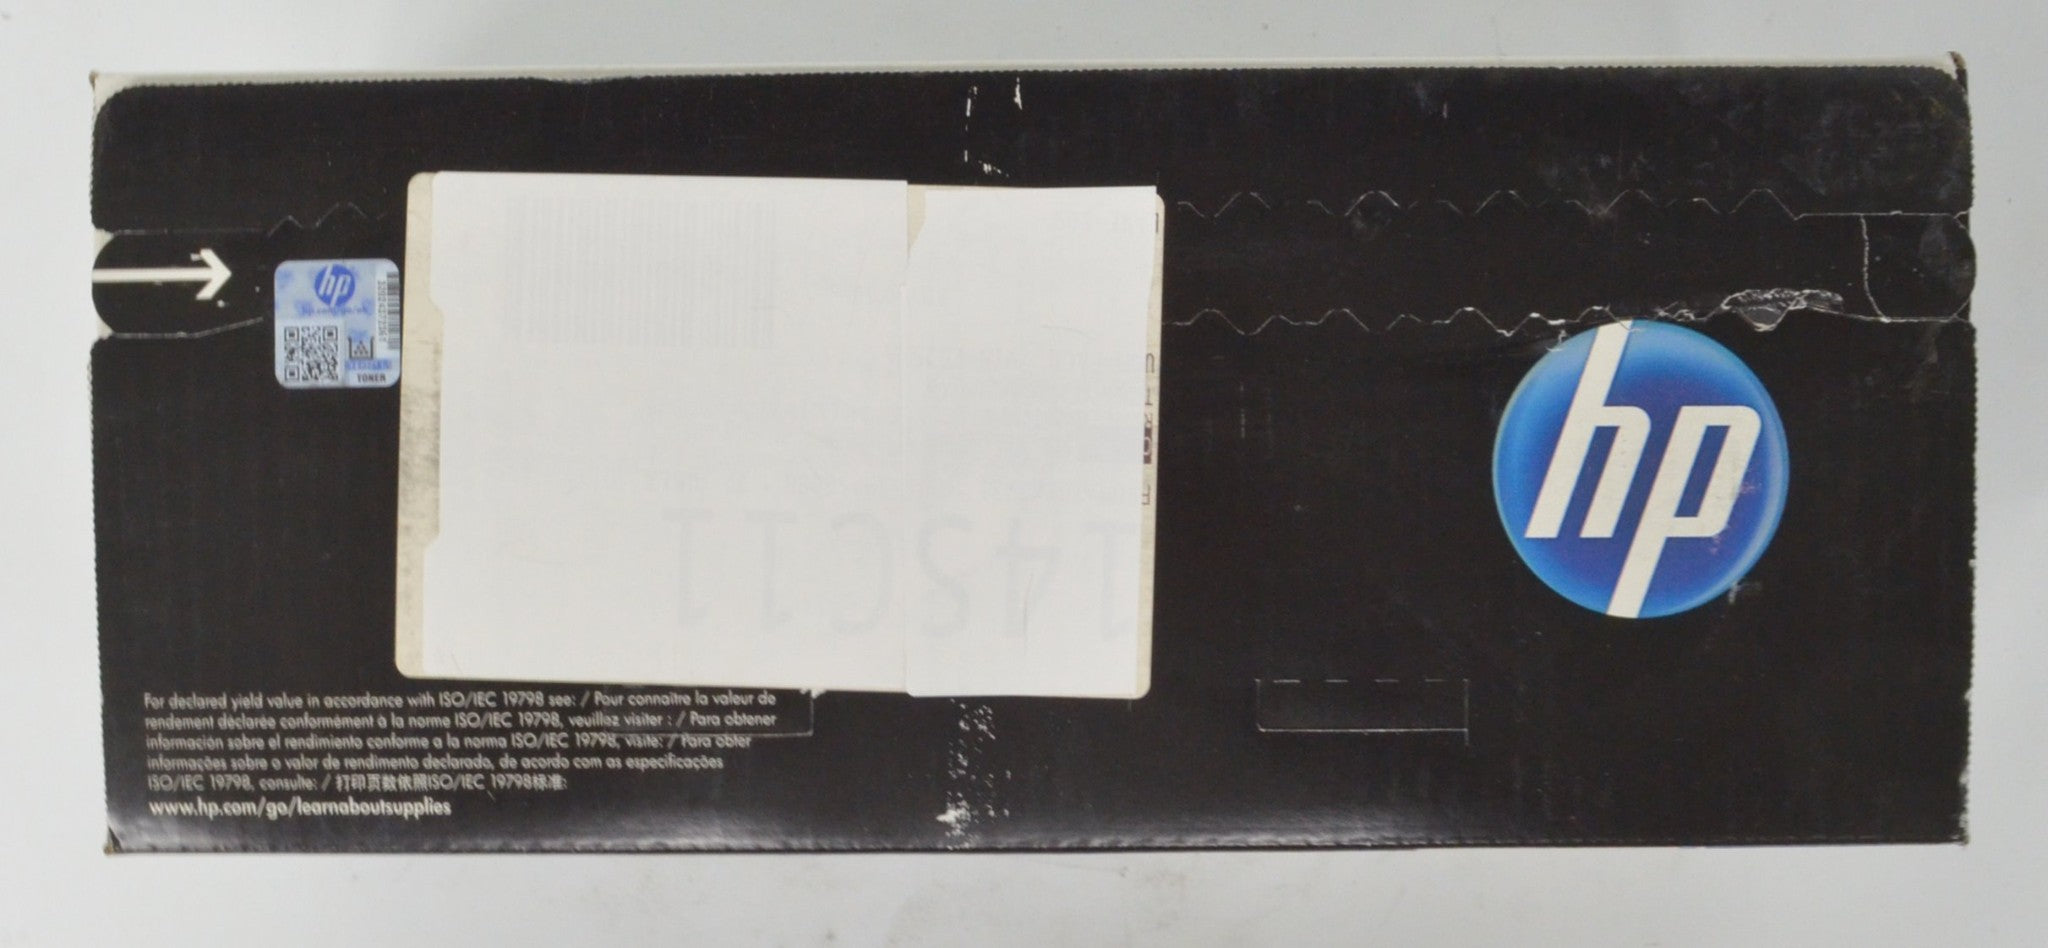 hp
TONER
hp
For declared yield value in accordance with ISO/IEC 19798 see: / Pour connaître la valeur de
rendement déclarée conformément à la norme ISO/IEC 19798, veuillez visiter : / Para obtener
información sobre el rendimiento conforme a la norma ISO/IEC 19798, visite: / Para obter
informações sobre o valor de rendimento declarado, de acordo com as especificações
ISO/IEC 19798, consulte: / 打印页数依照ISO/IEC 19798标准:
www.hp.com/go/learnaboutsupplies